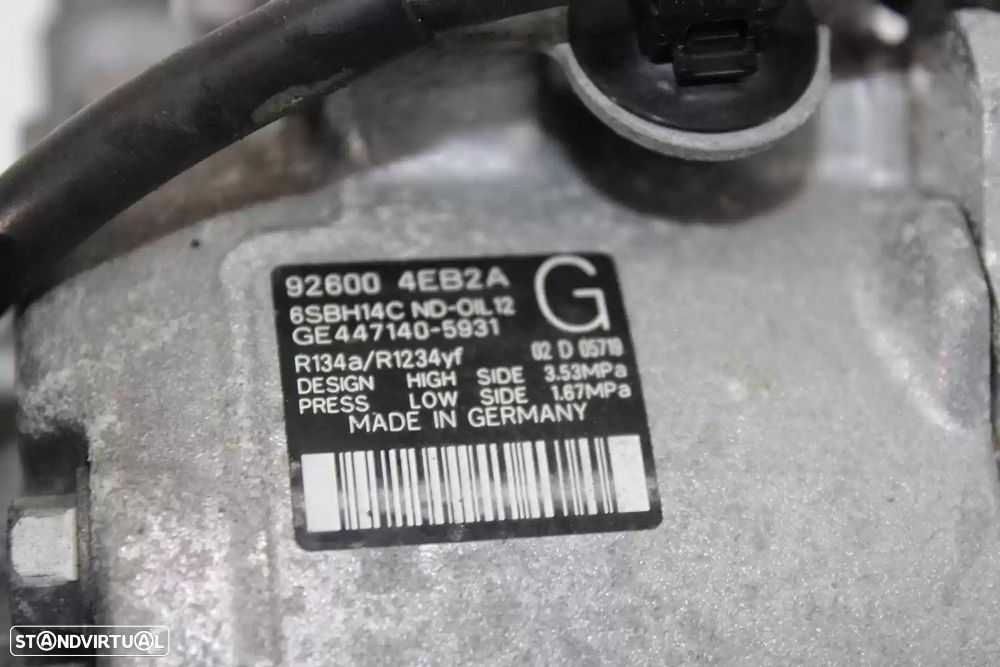 92600 4EB2A
G
6SBH14C ND-OIL12
GE447140-5931
R134a/R1234yf 02 D 05719
DESIGN HIGH SIDE 3.53MPa
PRESS. LOW SIDE 1.67MPa
MADE IN GERMANY
STANDVIRTUAL